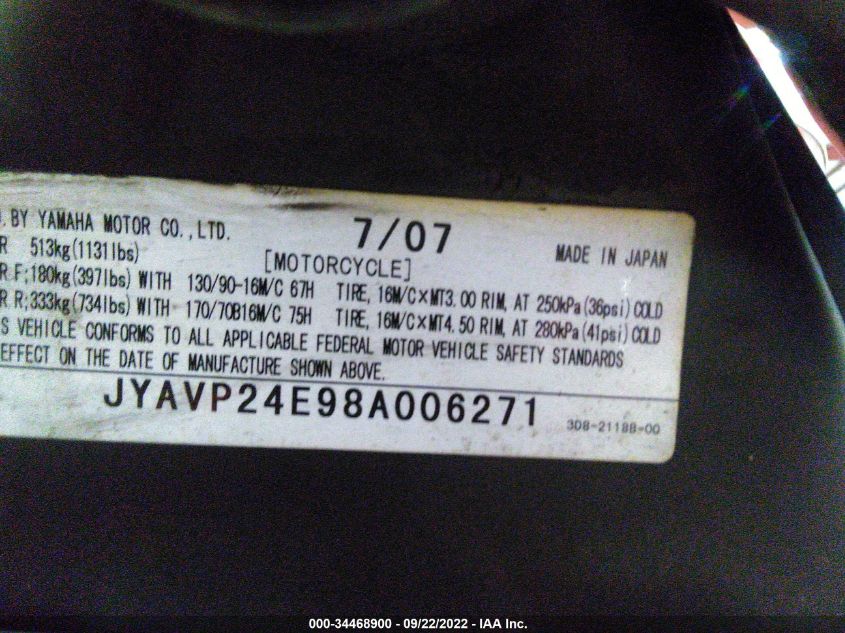 BY YAMAHA MOTOR CO.,LTD. 7/07 MADE IN JAPAN
R 513kg(1131lbs) [MOTORCYCLE]
R F:180kg(397lbs) WITH 130/90-16M/C 67H TIRE, 16M/C×MT3.00 RIM, AT 250kPa(36psi)COLD
R R:333kg(734lbs) WITH 170/70B16M/C 75H TIRE, 16M/C×MT4.50 RIM, AT 280kPa(41psi)COLD
S VEHICLE CONFORMS TO ALL APPLICABLE FEDERAL MOTOR VEHICLE SAFETY STANDARDS
EFFECT ON THE DATE OF MANUFACTURE SHOWN ABOVE.
JYAVP24E98A006271 3D8-21188-00
000-34468900 - 09/22/2022 - IAA Inc.